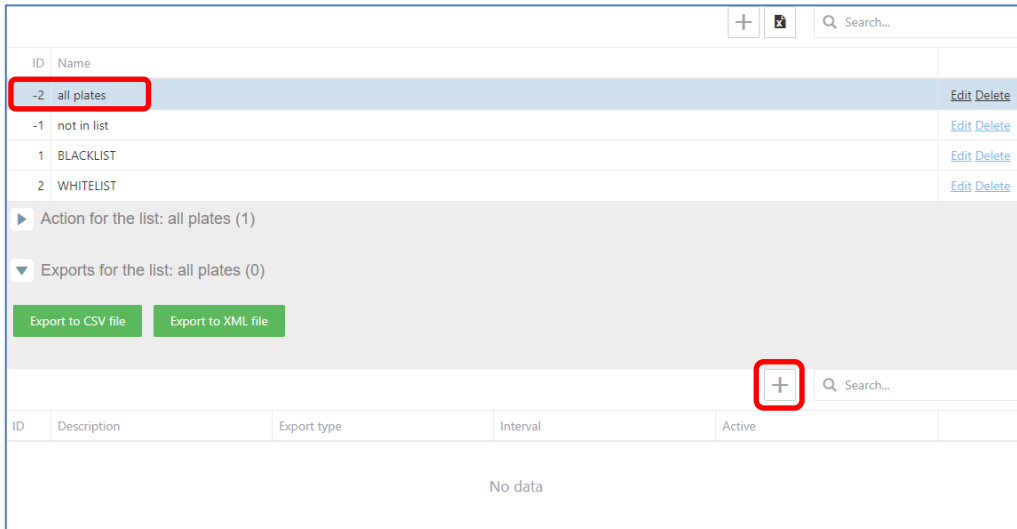 Search...
ID Name
-2 all plates Edit Delete
-1 not in list Edit Delete
1 BLACKLIST Edit Delete
2 WHITELIST Edit Delete
Action for the list: all plates (1)
Exports for the list: all plates (0)
Export to CSV file Export to XML file
Search...
ID Description Export type Interval Active
No data